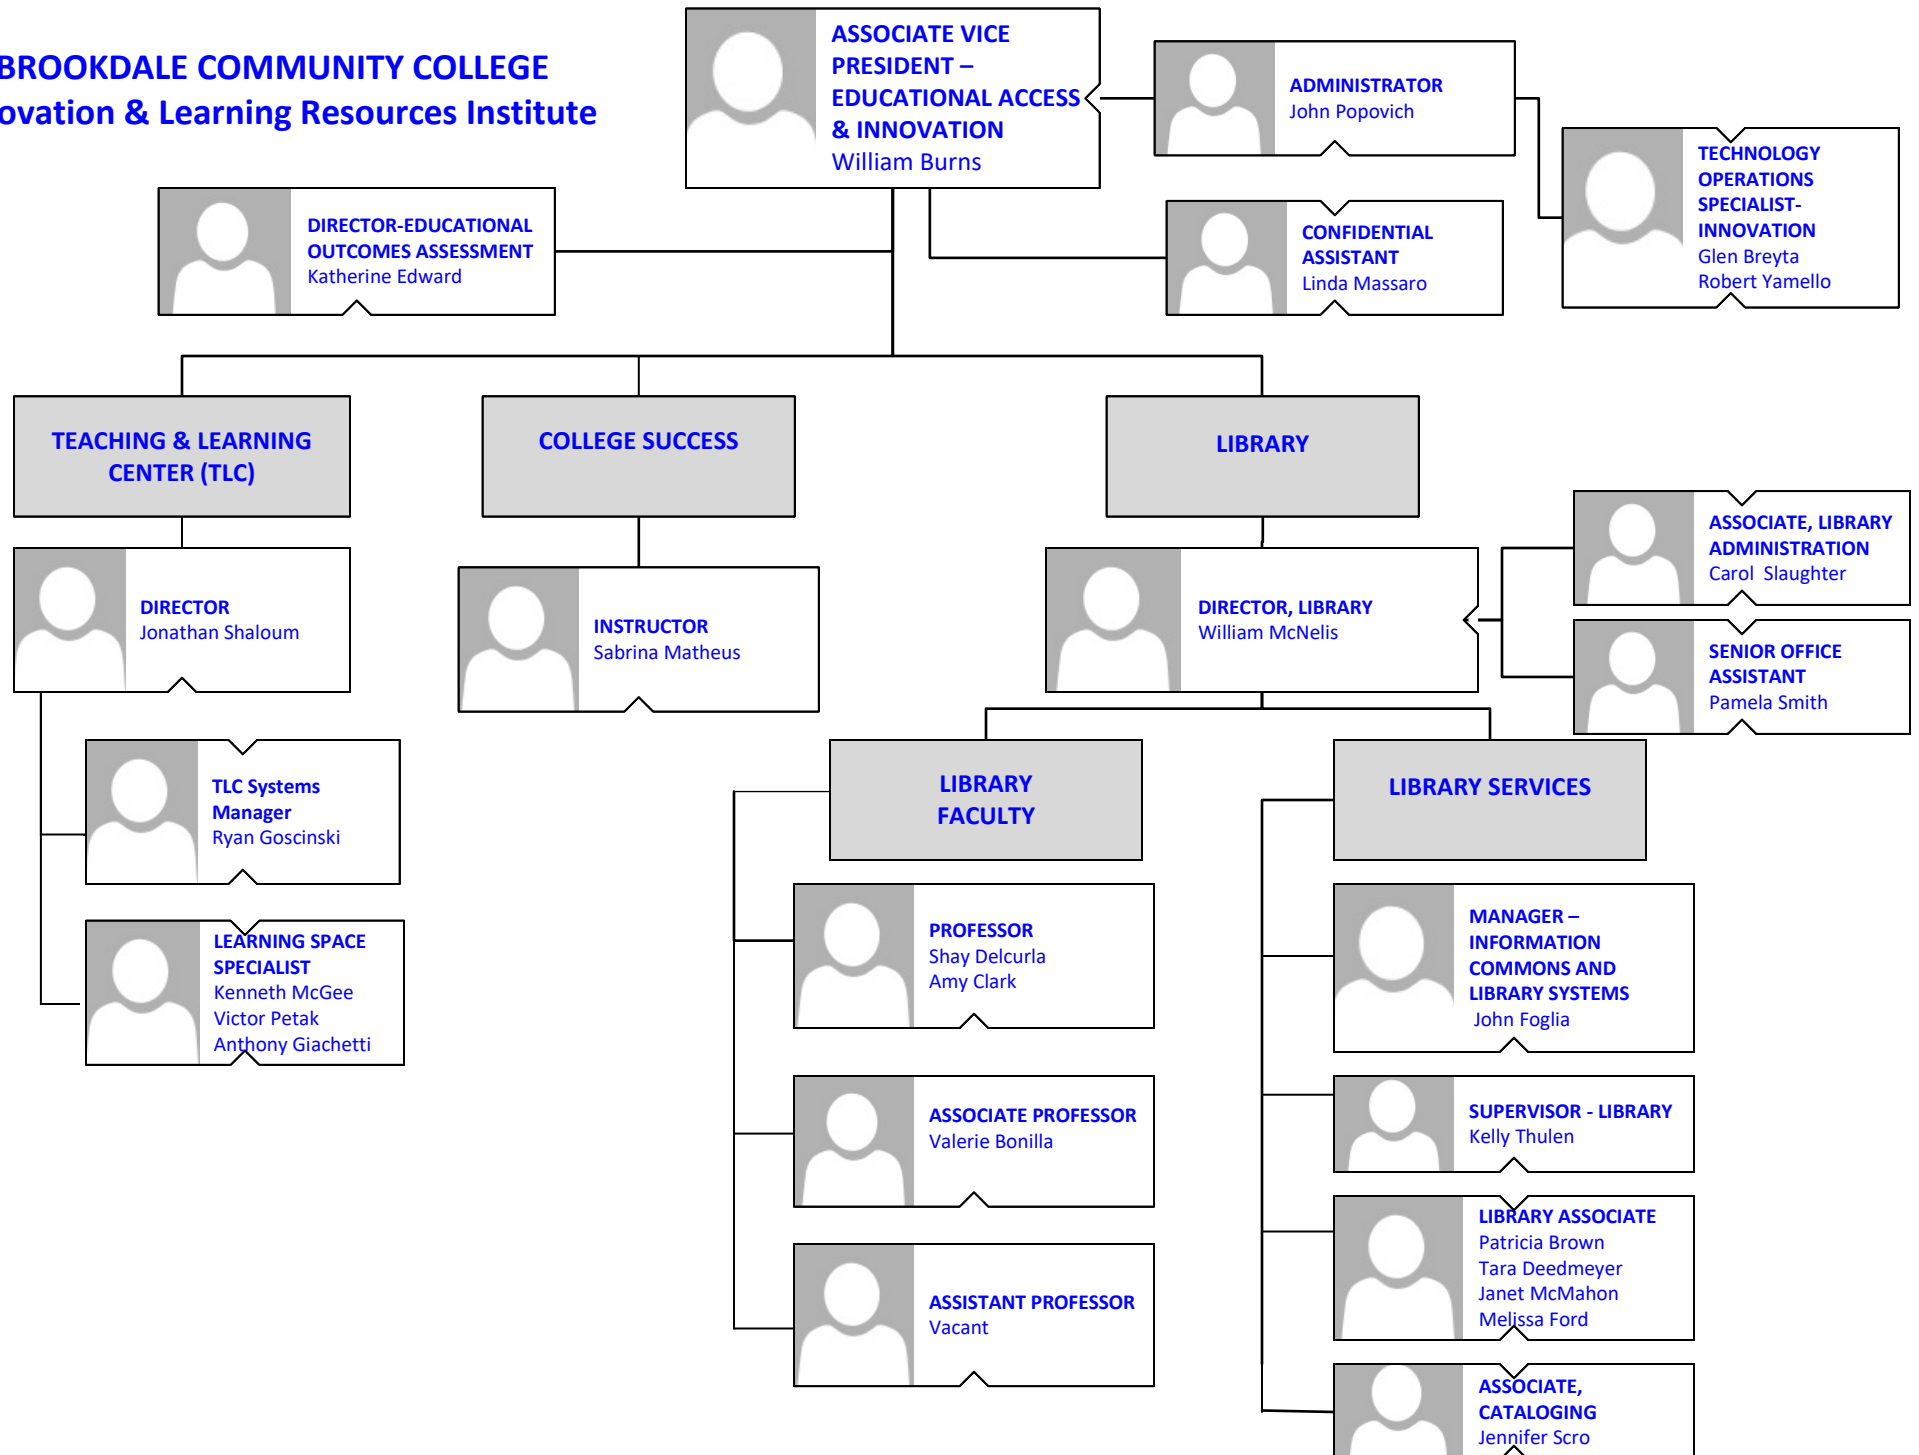 BROOKDALE COMMUNITY COLLEGE
ovation & Learning Resources Institute
ASSOCIATE VICE
PRESIDENT –
EDUCATIONAL ACCESS
& INNOVATION
William Burns
ADMINISTRATOR
John Popovich
TECHNOLOGY
OPERATIONS
SPECIALIST-
INNOVATION
Glen Breyta
Robert Yamello
DIRECTOR-EDUCATIONAL
OUTCOMES ASSESSMENT
Katherine Edward
CONFIDENTIAL
ASSISTANT
Linda Massaro
TEACHING & LEARNING
CENTER (TLC)
COLLEGE SUCCESS
LIBRARY
DIRECTOR
Jonathan Shaloum
INSTRUCTOR
Sabrina Matheus
DIRECTOR, LIBRARY
William McNelis
ASSOCIATE, LIBRARY
ADMINISTRATION
Carol  Slaughter
SENIOR OFFICE
ASSISTANT
Pamela Smith
TLC Systems
Manager
Ryan Goscinski
LEARNING SPACE
SPECIALIST
Kenneth McGee
Victor Petak
Anthony Giachetti
LIBRARY
FACULTY
LIBRARY SERVICES
PROFESSOR
Shay Delcurla
Amy Clark
ASSOCIATE PROFESSOR
Valerie Bonilla
ASSISTANT PROFESSOR
Vacant
MANAGER –
INFORMATION
COMMONS AND
LIBRARY SYSTEMS
John Foglia
SUPERVISOR - LIBRARY
Kelly Thulen
LIBRARY ASSOCIATE
Patricia Brown
Tara Deedmeyer
Janet McMahon
Melissa Ford
ASSOCIATE,
CATALOGING
Jennifer Scro